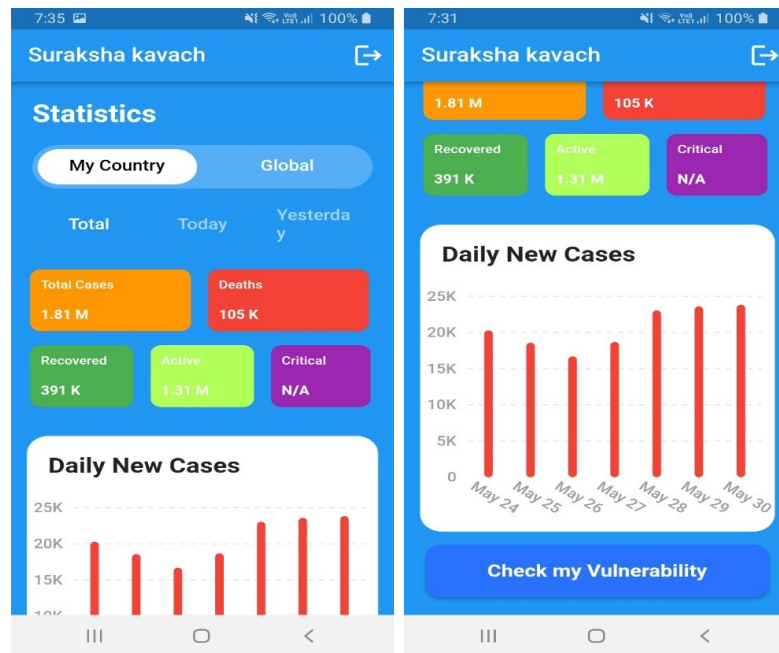 7:35 100%
Suraksha kavach
Statistics
My Country Global
Total Today Yesterda
y
Total Cases Deaths
1.81 M 105 K
Recovered Active Critical
391 K 1.31 M N/A
Daily New Cases
25K
20K
15K
7:31 100%
Suraksha kavach
1.81 M 105 K
Recovered Active Critical
391 K 1.31 M N/A
Daily New Cases
25K
20K
15K
10K
5K
0
May 24 May 25 May 26 May 27 May 28 May 29 May 30
Check my Vulnerability